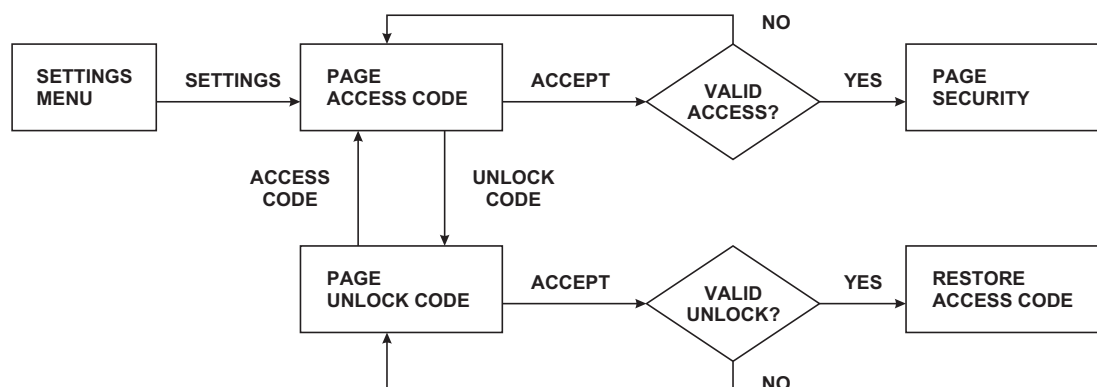 NO
SETTINGS
MENU
SETTINGS
PAGE
ACCESS CODE
ACCEPT
VALID
ACCESS?
YES
PAGE
SECURITY
ACCESS
CODE
UNLOCK
CODE
PAGE
UNLOCK CODE
ACCEPT
VALID
UNLOCK?
YES
RESTORE
ACCESS CODE
NO